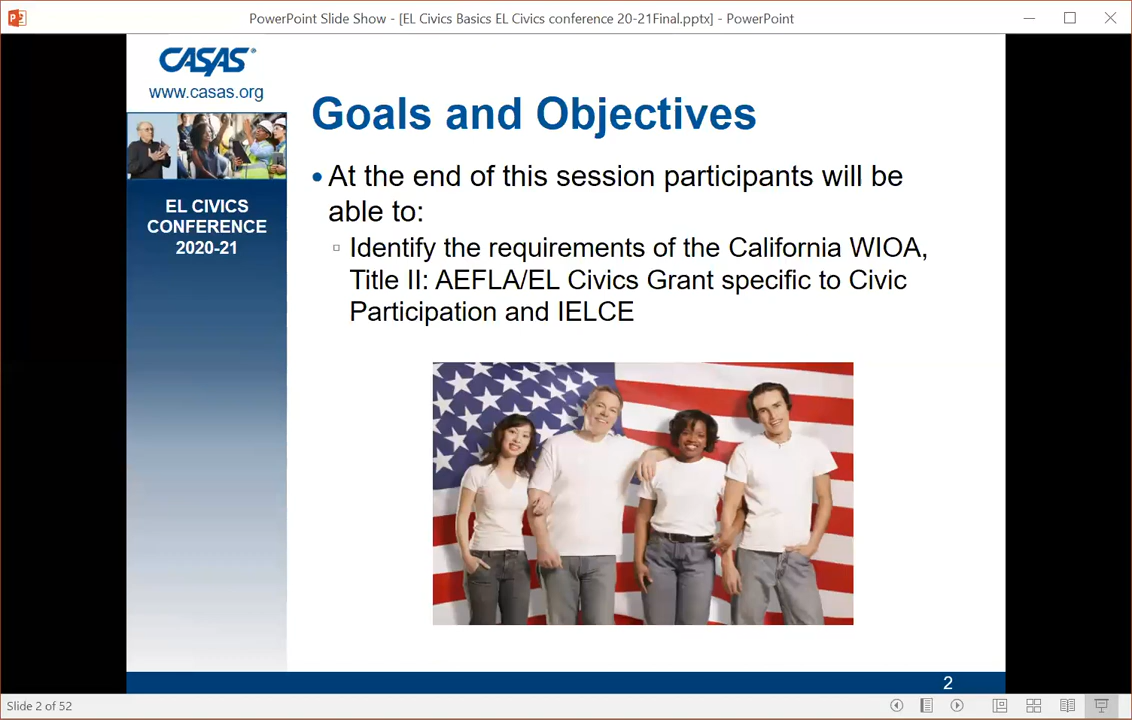 PowerPoint Slide Show - [EL Civics Basics EL Civics conference 20-21Final.pptx] - PowerPoint
CASAS
www.casas.org
EL CIVICS
CONFERENCE
2020-21
Goals and Objectives
• At the end of this session participants will be
able to:
▫ Identify the requirements of the California WIOA,
Title II: AEFLA/EL Civics Grant specific to Civic
Participation and IELCE
2
Slide 2 of 52